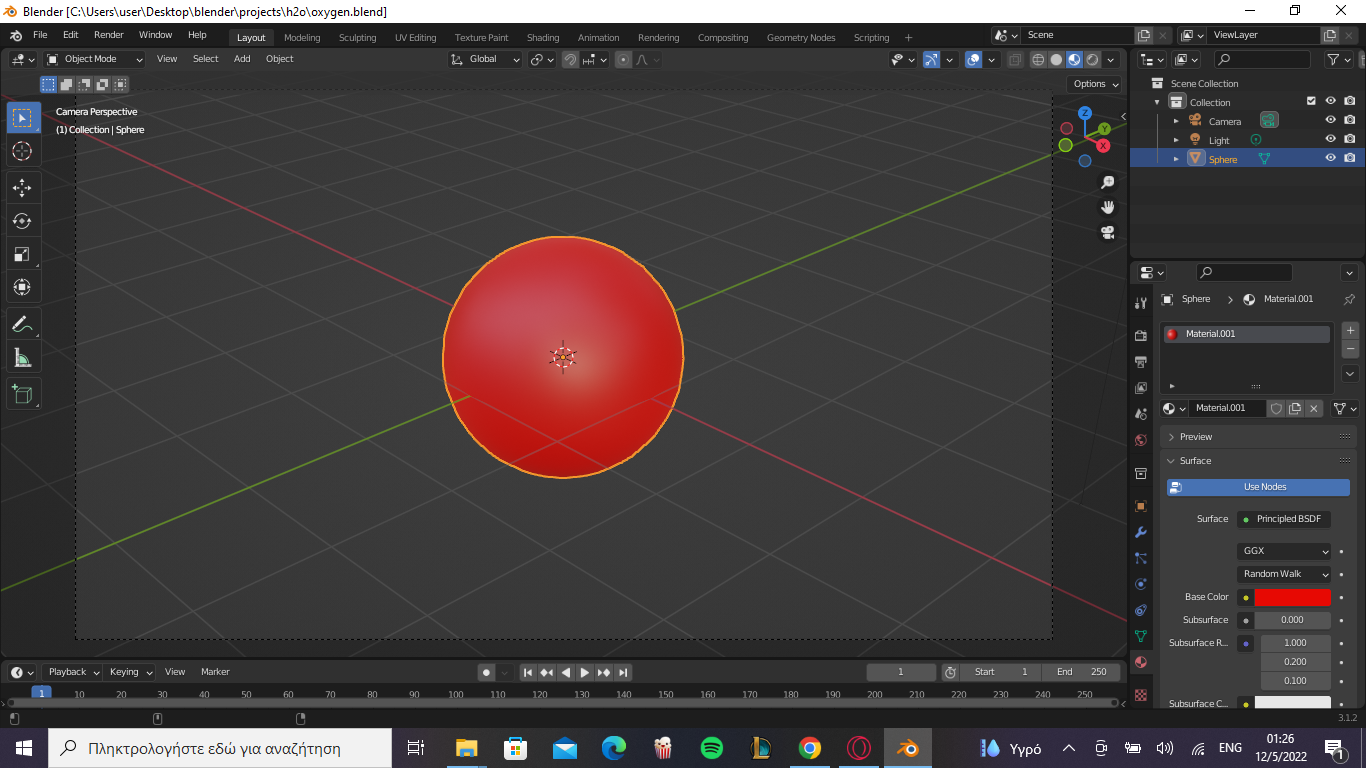 Blender [C:\Users\user\Desktop\blender\projects\h2o\oxygen.blend]
File Edit Render Window Help Layout Modeling Sculpting UV Editing Texture Paint Shading Animation Rendering Compositing Geometry Nodes Scripting + Scene ViewLayer
Object Mode View Select Add Object Global
Options
Camera Perspective
(1) Collection | Sphere
Z
Y
X
Scene Collection
Collection
Camera
Light
Sphere
Sphere > Material.001
Material.001
Material.001
Preview
Surface
Use Nodes
Surface Principled BSDF
GGX
Random Walk
Base Color
Subsurface 0.000
Subsurface R... 1.000
0.200
0.100
Subsurface C...
Playback Keying View Marker 1 Start 1 End 250
1 10 20 30 40 50 60 70 80 90 100 110 120 130 140 150 160 170 180 190 200 210 220 230 240 250
3.1.2
Πληκτρολογήστε εδώ για αναζήτηση
Υγρό
ENG
01:26
12/5/2022
1